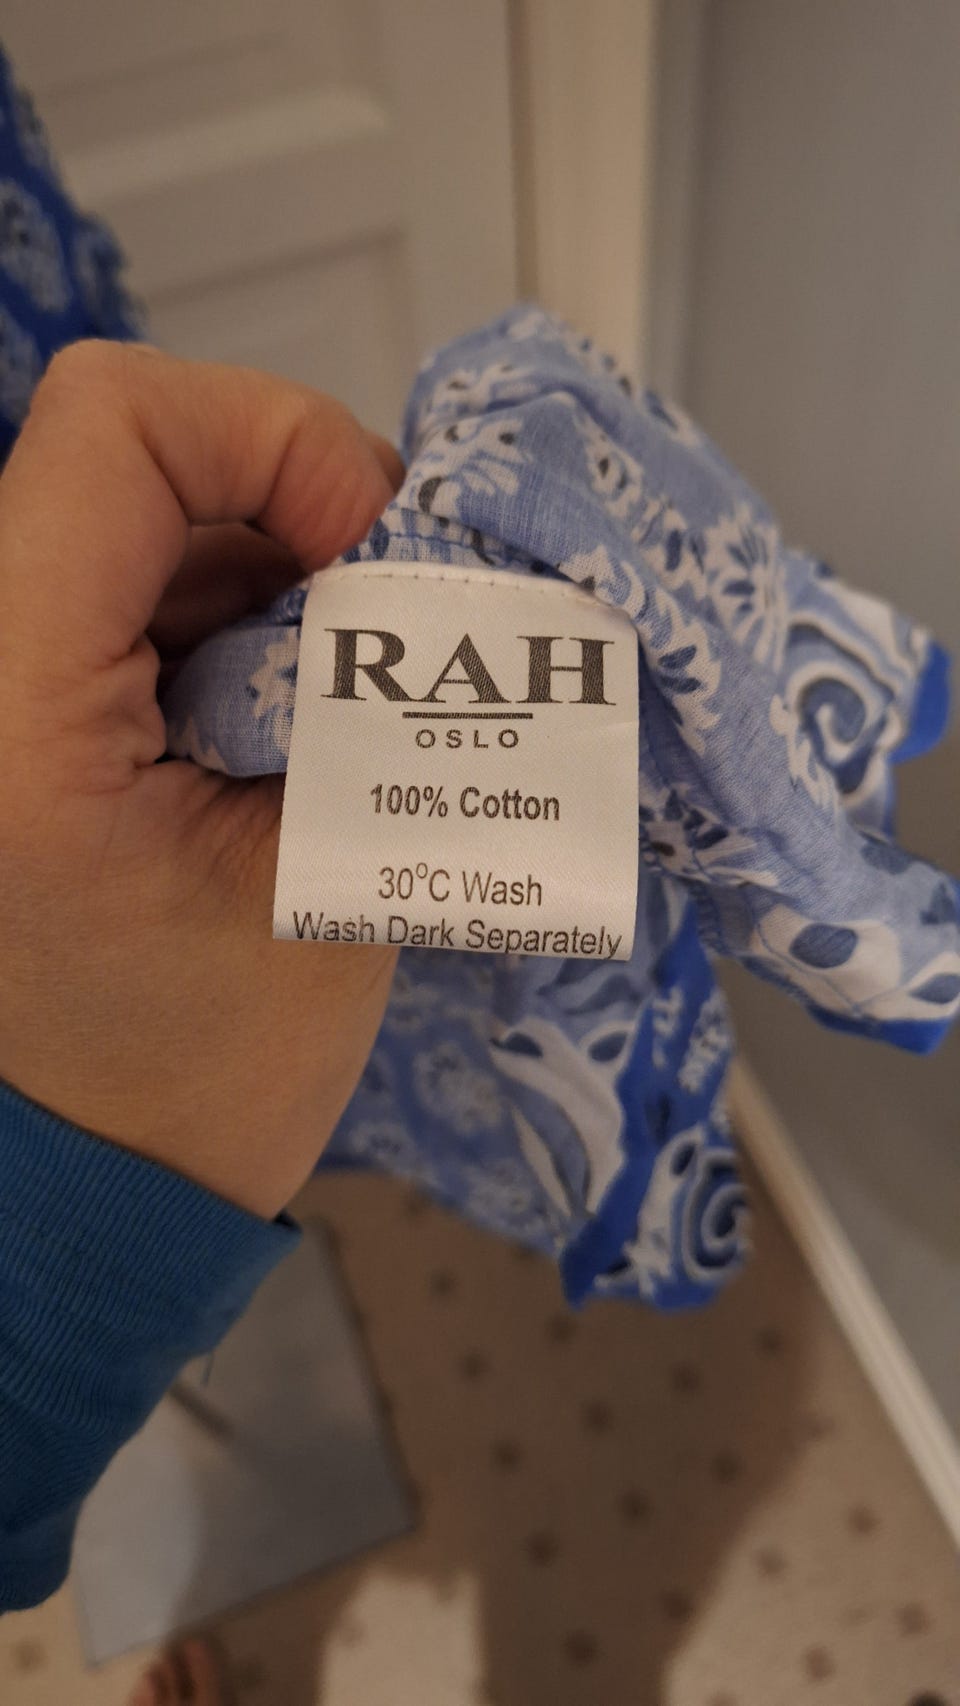 RAH
OSLO
100% Cotton
30°C Wash
Wash Dark Separately